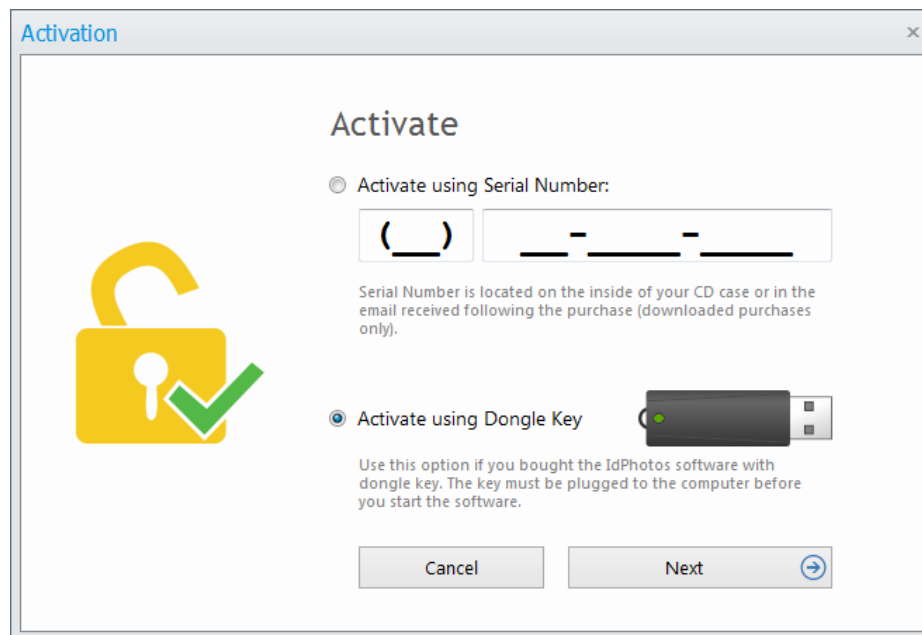 Activation
Activate
Activate using Serial Number:
(__) __-____-____
Serial Number is located on the inside of your CD case or in the
email received following the purchase (downloaded purchases
only).
Activate using Dongle Key
Use this option if you bought the IdPhotos software with
dongle key. The key must be plugged to the computer before
you start the software.
Cancel
Next